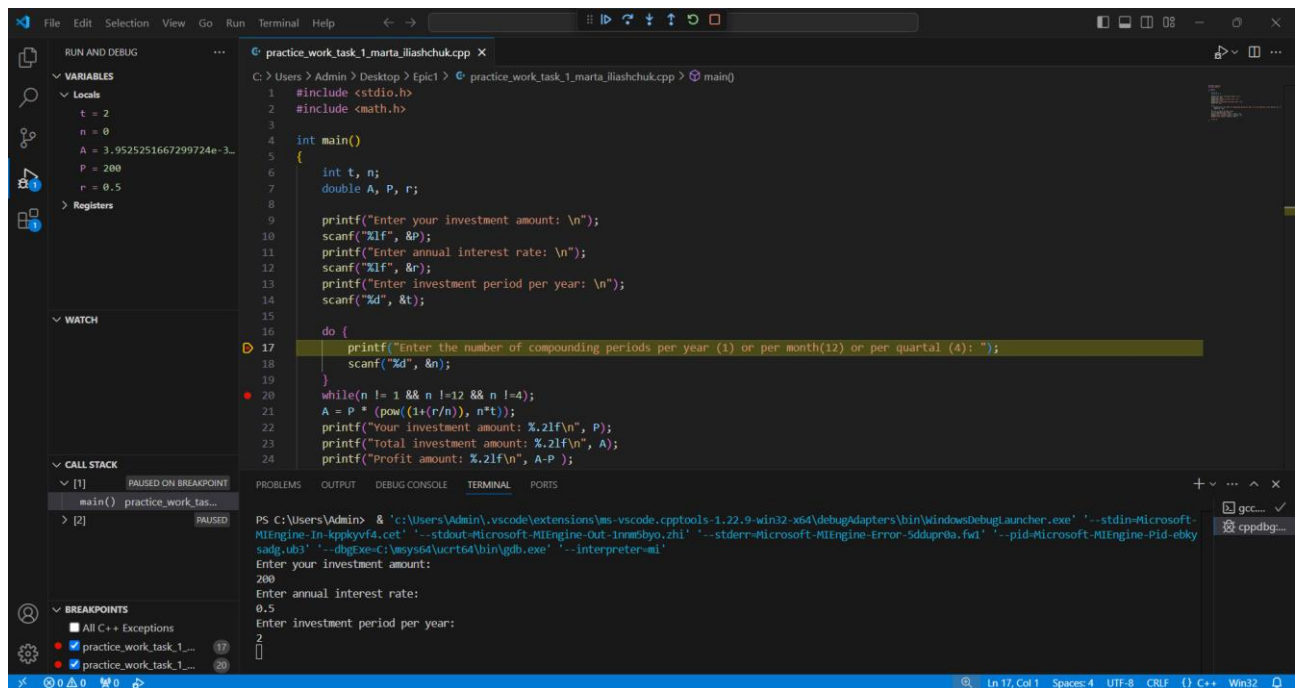 File Edit Selection View Go Run Terminal Help
RUN AND DEBUG ...
VARIABLES
Locals
t = 2
n = 0
A = 3.9525251667299724e-3…
P = 200
r = 0.5
Registers
WATCH
CALL STACK
[1] PAUSED ON BREAKPOINT
main() practice_work_tas...
[2] PAUSED
BREAKPOINTS
All C++ Exceptions
practice_work_task_1_... 17
practice_work_task_1_... 20
practice_work_task_1_marta_iliashchuk.cpp
C: > Users > Admin > Desktop > Epic1 > practice_work_task_1_marta_iliashchuk.cpp > main()
1 #include <stdio.h>
2 #include <math.h>
3
4 int main()
5 {
6 int t, n;
7 double A, P, r;
8
9 printf("Enter your investment amount: \n");
10 scanf("%lf", &P);
11 printf("Enter annual interest rate: \n");
12 scanf("%lf", &r);
13 printf("Enter investment period per year: \n");
14 scanf("%d", &t);
15
16 do {
17 printf("Enter the number of compounding periods per year (1) or per month(12) or per quartal (4): ");
18 scanf("%d", &n);
19 }
20 while(n != 1 && n !=12 && n !=4);
21 A = P * (pow((1+(r/n)), n*t));
22 printf("Your investment amount: %.2lf\n", P);
23 printf("Total investment amount: %.2lf\n", A);
24 printf("Profit amount: %.2lf\n", A-P );
PROBLEMS OUTPUT DEBUG CONSOLE TERMINAL PORTS
PS C:\Users\Admin> & 'c:\Users\Admin\.vscode\extensions\ms-vscode.cpptools-1.22.9-win32-x64\debugAdapters\bin\WindowsDebugLauncher.exe' '--stdin=Microsoft-
MIEngine-In-kppkyvf4.cet' '--stdout=Microsoft-MIEngine-Out-1nnm5byo.zhi' '--stderr=Microsoft-MIEngine-Error-5ddupr0a.fw1' '--pid=Microsoft-MIEngine-Pid-ebky
sadg.ub3' '--dbgExe=C:\msys64\ucrt64\bin\gdb.exe' '--interpreter=mi'
Enter your investment amount:
200
Enter annual interest rate:
0.5
Enter investment period per year:
2
gcc....
cppdbg:...
0 0 0 Ln 17, Col 1 Spaces: 4 UTF-8 CRLF {} C++ Win32